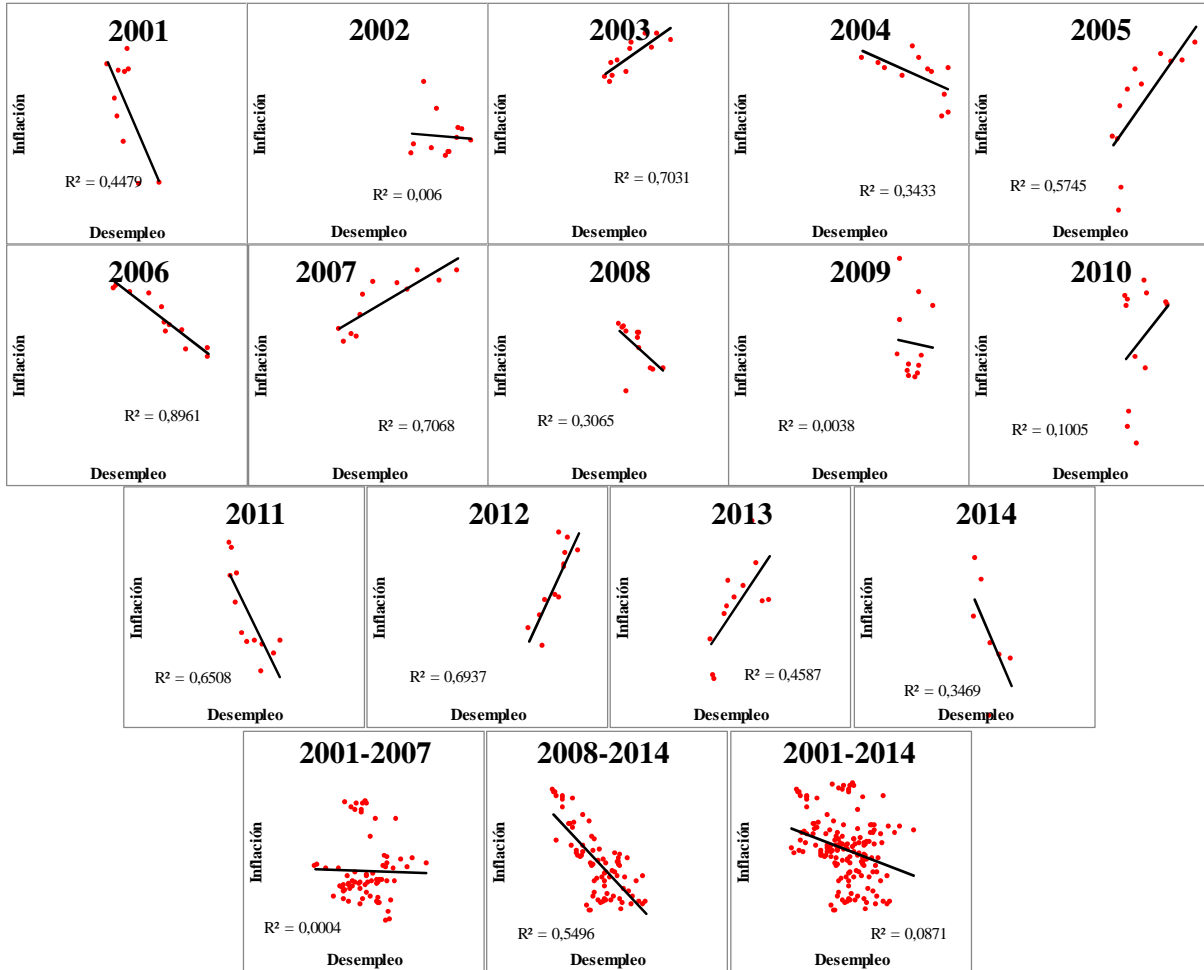 2001
Inflación
R² = 0,4479
Desempleo
2002
Inflación
R² = 0,006
Desempleo
2003
Inflación
R² = 0,7031
Desempleo
2004
Inflación
R² = 0,3433
Desempleo
2005
Inflación
R² = 0,5745
Desempleo
2006
Inflación
R² = 0,8961
Desempleo
2007
Inflación
R² = 0,7068
Desempleo
2008
Inflación
R² = 0,3065
Desempleo
2009
Inflación
R² = 0,0038
Desempleo
2010
Inflación
R² = 0,1005
Desempleo
2011
Inflación
R² = 0,6508
Desempleo
2012
Inflación
R² = 0,6937
Desempleo
2013
Inflación
R² = 0,4587
Desempleo
2014
Inflación
R² = 0,3469
Desempleo
2001-2007
Inflación
R² = 0,0004
Desempleo
2008-2014
Inflación
R² = 0,5496
Desempleo
2001-2014
Inflación
R² = 0,0871
Desempleo